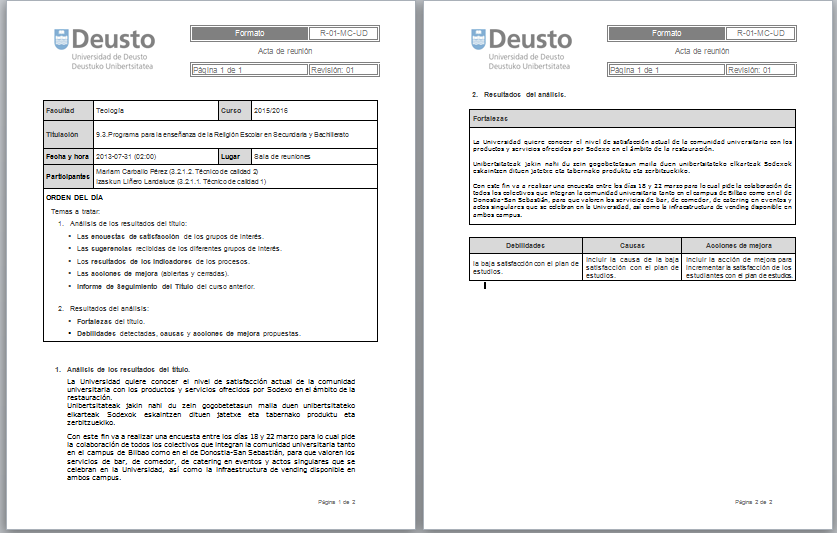 Deusto
Universidad de Deusto
Deustuko Unibertsitatea
Formato R-01-MC-UD
Acta de reunión
Página 1 de 1 Revisión: 01
Facultad Teología Curso 2015/2016
Titulación 9.3.Programa para la enseñanza de la Religión Escolar en Secundaria y Bachillerato
Fecha y hora 2013-07-31 (02:00) Lugar Sala de reuniones
Participantes Mariam Carballo Pérez (3.2.1.2. Técnico de calidad 2)
Izaskun Liñero Landaluce (3.2.1.1. Técnico de calidad 1)
ORDEN DEL DÍA
Temas a tratar:
1. Análisis de los resultados del título:
• Las encuestas de satisfacción de los grupos de interés.
• Las sugerencias recibidas de los diferentes grupos de interés.
• Los resultados de los indicadores de los procesos.
• Las acciones de mejora (abiertas y cerradas).
• Informe de Seguimiento del Título del curso anterior.
2. Resultados del análisis:
• Fortalezas del título.
• Debilidades detectadas, causas y acciones de mejora propuestas.
1. Análisis de los resultados del título.
La Universidad quiere conocer el nivel de satisfacción actual de la comunidad
universitaria con los productos y servicios ofrecidos por Sodexo en el ámbito de la
restauración.
Unibertsitateak jakin nahi du zein gogobetetasun maila duen unibertsitateko
elkarteak Sodexok eskaintzen dituen jatetxe eta tabernako produktu eta
zerbitzuekiko.
Con este fin va a realizar una encuesta entre los días 18 y 22 marzo para lo cual pide
la colaboración de todos los colectivos que integran la comunidad universitaria tanto
en el campus de Bilbao como en el de Donostia-San Sebastián, para que valoren los
servicios de bar, de comedor, de catering en eventos y actos singulares que se
celebran en la Universidad, así como la infraestructura de vending disponible en
ambos campus.
Página 1 de 2
Deusto
Universidad de Deusto
Deustuko Unibertsitatea
Formato R-01-MC-UD
Acta de reunión
Página 1 de 1 Revisión: 01
2. Resultados del análisis.
Fortalezas
La Universidad quiere conocer el nivel de satisfacción actual de la comunidad universitaria con los
productos y servicios ofrecidos por Sodexo en el ámbito de la restauración.
Unibertsitateak jakin nahi du zein gogobetetasun maila duen unibertsitateko elkarteak Sodexok
eskaintzen dituen jatetxe eta tabernako produktu eta zerbitzuekiko.
Con este fin va a realizar una encuesta entre los días 18 y 22 marzo para lo cual pide la colaboración de
todos los colectivos que integran la comunidad universitaria tanto en el campus de Bilbao como en el de
Donostia-San Sebastián, para que valoren los servicios de bar, de comedor, de catering en eventos y
actos singulares que se celebran en la Universidad, así como la infraestructura de vending disponible en
ambos campus.
Debilidades Causas Acciones de mejora
la baja satisfacción con el plan de
estudios.
Incluir la causa de la baja
satisfacción con el plan de
estudios.
Incluir la acción de mejora para
incrementar la satisfacción de los
estudiantes con el plan de estudios.
Página 2 de 2